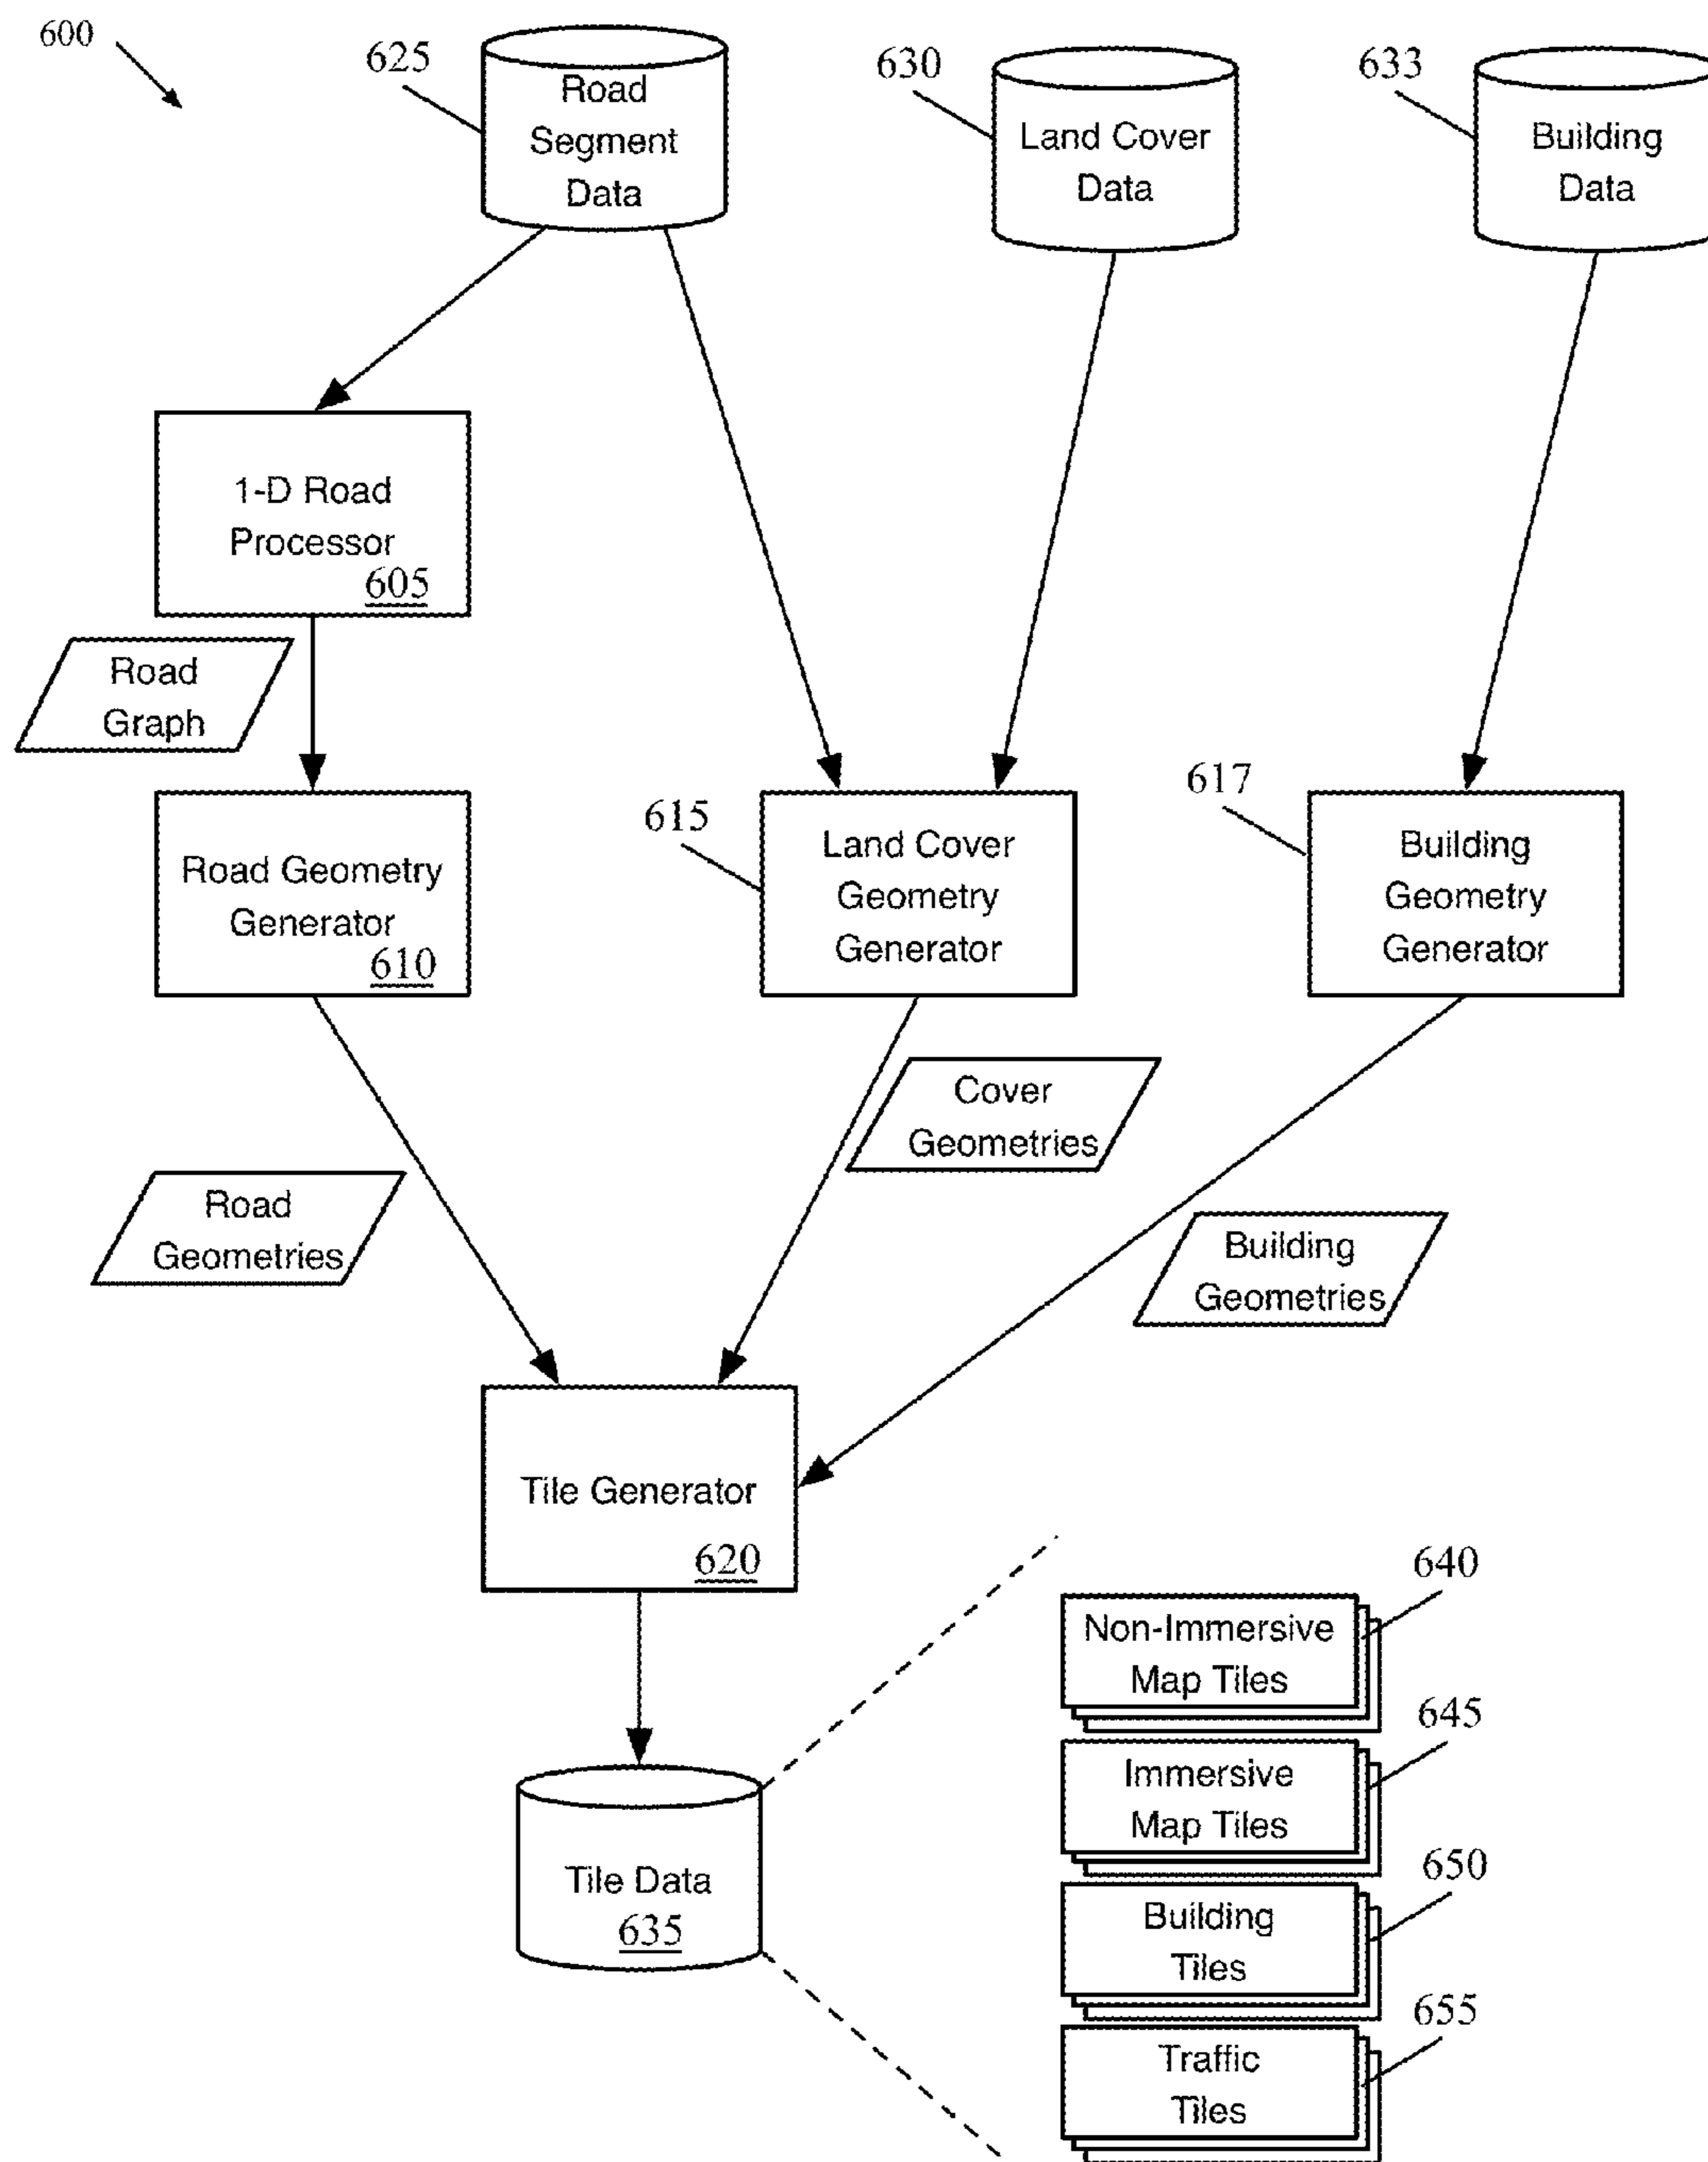 600
625
Road
Segment
Data
630
Land Cover
Data
633
Building
Data
1-D Road
Processor
605
Road
Graph
Road Geometry
Generator
610
615
Land Cover
Geometry
Generator
617
Building
Geometry
Generator
Cover
Geometries
Road
Geometries
Building
Geometries
Tile Generator
620
640
Non-Immersive
Map Tiles
645
Immersive
Map Tiles
Tile Data
635
650
Building
Tiles
655
Traffic
Tiles